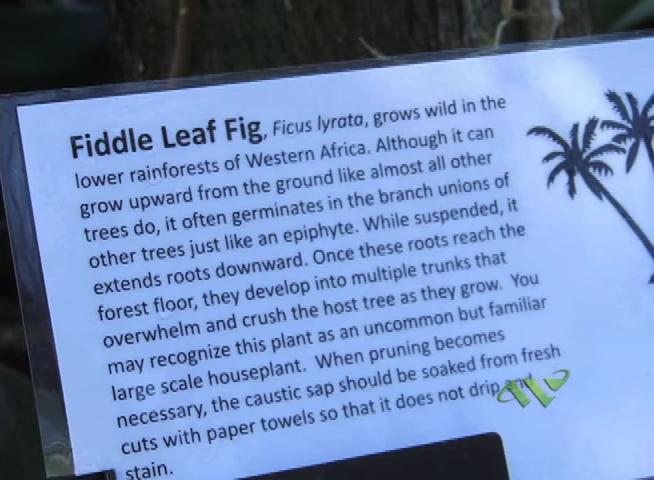 Fiddle Leaf Fig, Ficus lyrata, grows wild in the
lower rainforests of Western Africa. Although it can
grow upward from the ground like almost all other
trees do, it often germinates in the branch unions of
other trees just like an epiphyte. While suspended, it
extends roots downward. Once these roots reach the
forest floor, they develop into multiple trunks that
overwhelm and crush the host tree as they grow. You
may recognize this plant as an uncommon but familiar
large scale houseplant. When pruning becomes
necessary, the caustic sap should be soaked from fresh
cuts with paper towels so that it does not drip and
stain.